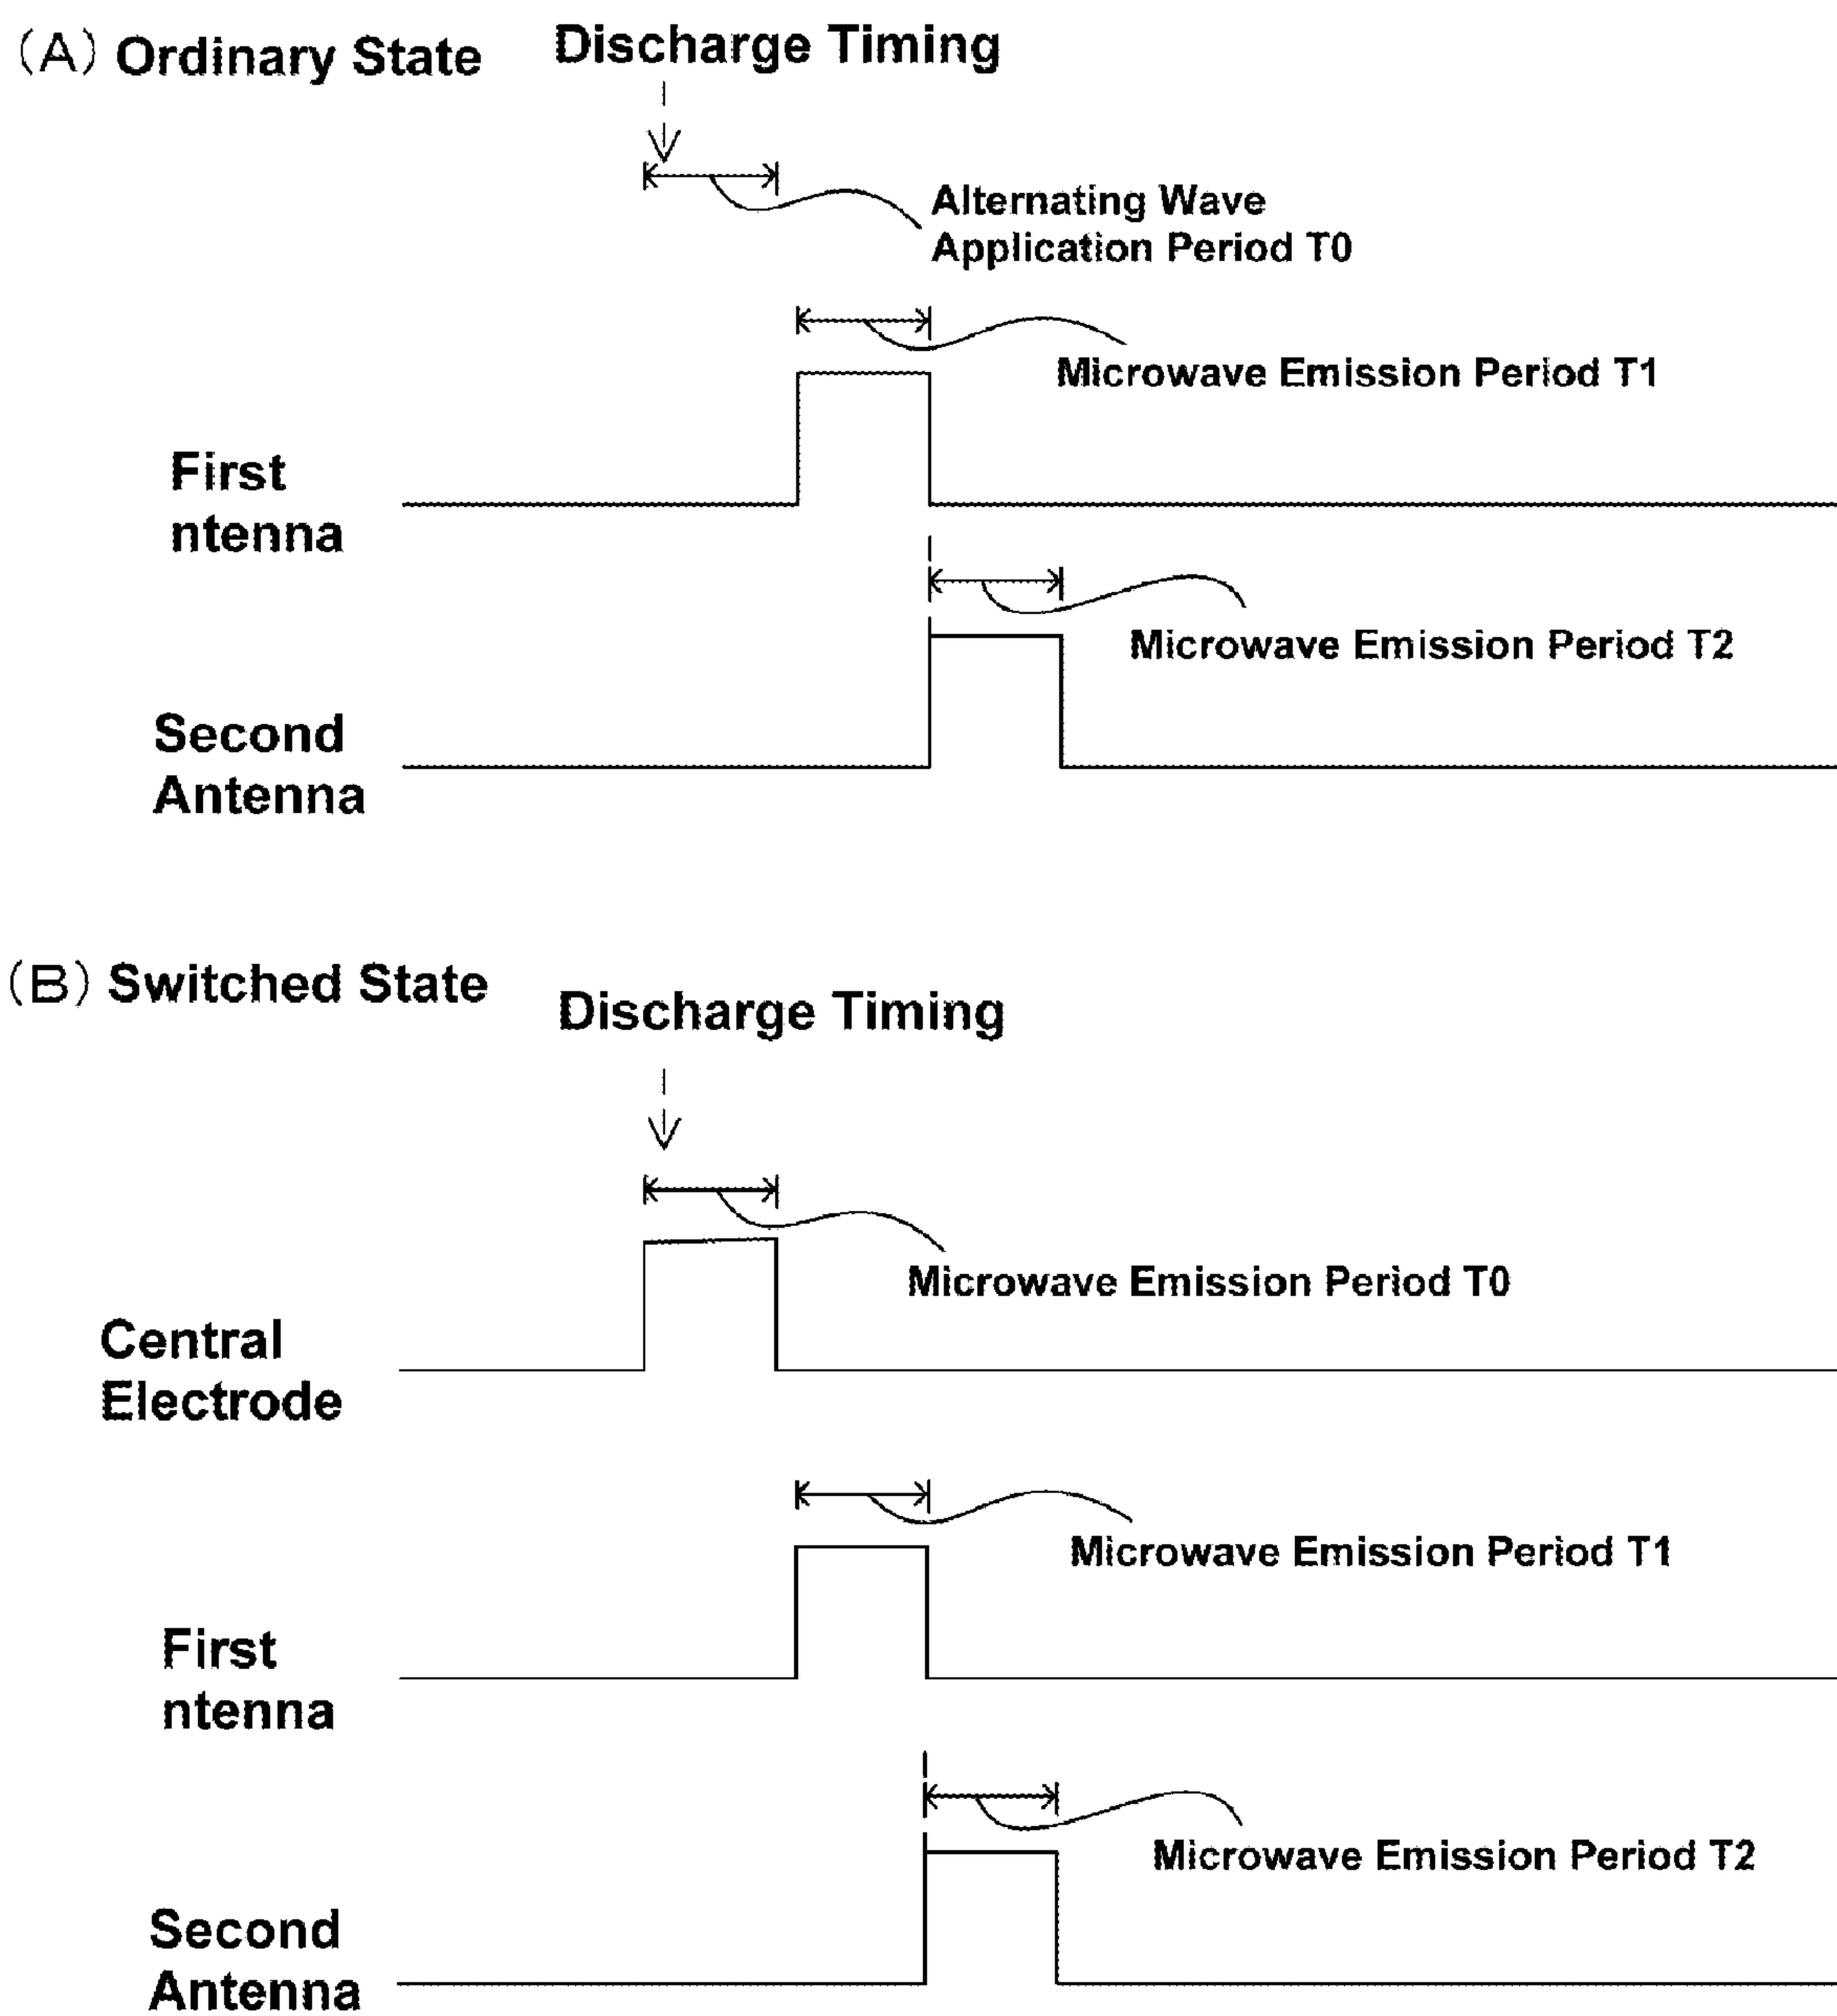 (A) Ordinary State
Discharge Timing
Alternating Wave
Application Period T0
Microwave Emission Period T1
First
ntenna
Microwave Emission Period T2
Second
Antenna
(B) Switched State
Discharge Timing
Microwave Emission Period T0
Central
Electrode
Microwave Emission Period T1
First
ntenna
Microwave Emission Period T2
Second
Antenna